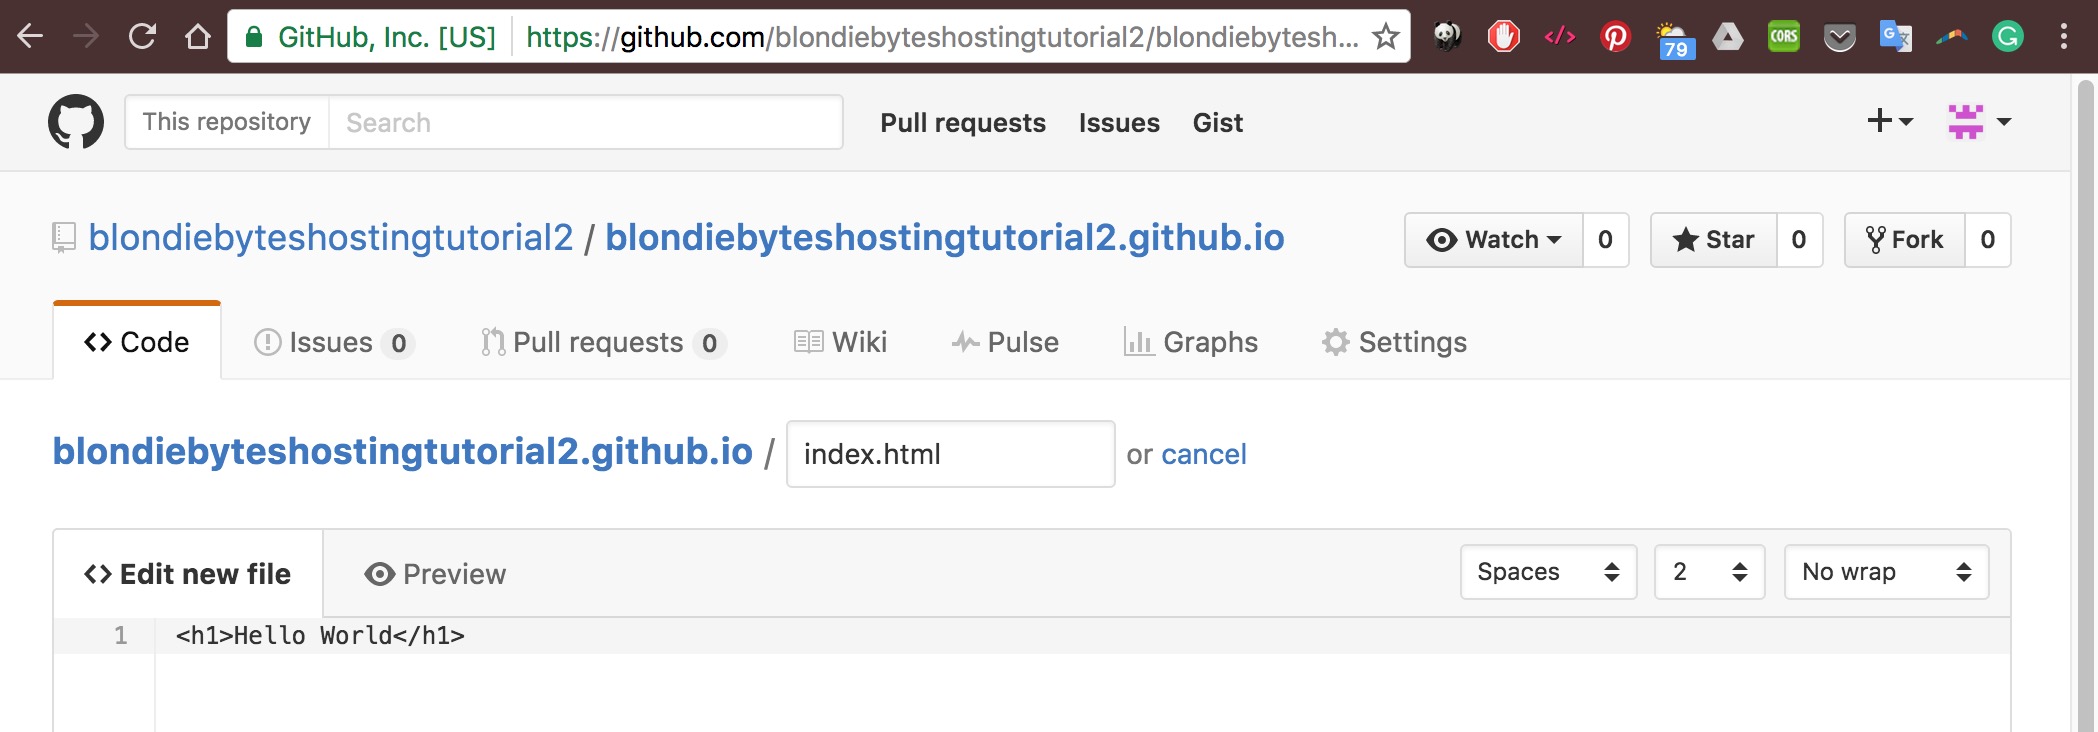 GitHub, Inc. [US] https://github.com/blondiebyteshostingtutorial2/blondiebytesh...
79 CORS
This repository Search Pull requests Issues Gist
blondiebyteshostingtutorial2 / blondiebyteshostingtutorial2.github.io Watch 0 Star 0 Fork 0
Code Issues 0 Pull requests 0 Wiki Pulse Graphs Settings
blondiebyteshostingtutorial2.github.io / index.html or cancel
<> Edit new file Preview Spaces 2 No wrap
1 <h1>Hello World</h1>